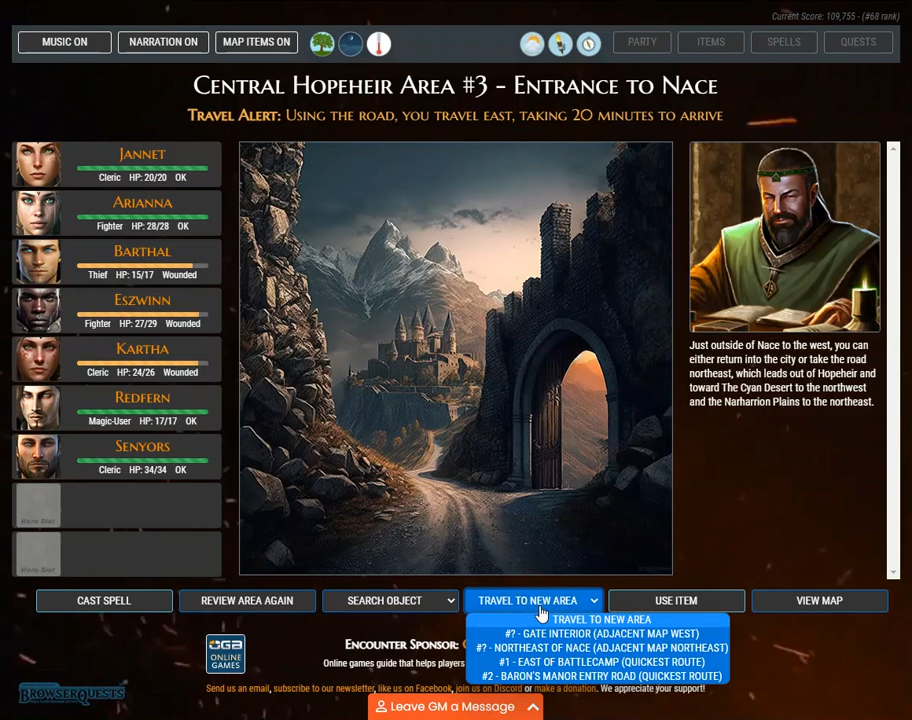 Current Score: 109,755 - (#68 rank)
MUSIC ON
NARRATION ON
MAP ITEMS ON
PARTY
ITEMS
SPELLS
QUESTS
Central Hopeheir Area #3 - Entrance to Nace
Travel Alert: Using the road, you travel east, taking 20 minutes to arrive
Jannet
Cleric HP: 20/20 OK
Arianna
Fighter HP: 28/28 OK
Barthal
Thief HP: 15/17 Wounded
Eszwinn
Fighter HP: 27/29 Wounded
Kartha
Cleric HP: 24/26 Wounded
Redfern
Magic-User HP: 17/17 OK
Senyors
Cleric HP: 34/34 OK
Hero Slot
Hero Slot
Just outside of Nace to the west, you can
either return into the city or take the road
northeast, which leads out of Hopeheir and
toward The Cyan Desert to the northwest
and the Narharrion Plains to the northeast.
CAST SPELL
REVIEW AREA AGAIN
SEARCH OBJECT
TRAVEL TO NEW AREA
USE ITEM
VIEW MAP
TRAVEL TO NEW AREA
#? - GATE INTERIOR (ADJACENT MAP WEST)
#? - NORTHEAST OF NACE (ADJACENT MAP NORTHEAST)
#1 - EAST OF BATTLECAMP (QUICKEST ROUTE)
#2 - BARON'S MANOR ENTRY ROAD (QUICKEST ROUTE)
OGA
ONLINE
GAMES
Encounter Sponsor:
Online games guide that helps players
BrowserQuests
Send us an email, subscribe to our newsletter, like us on Facebook, join us on Discord or make a donation. We appreciate your support!
Leave GM a Message